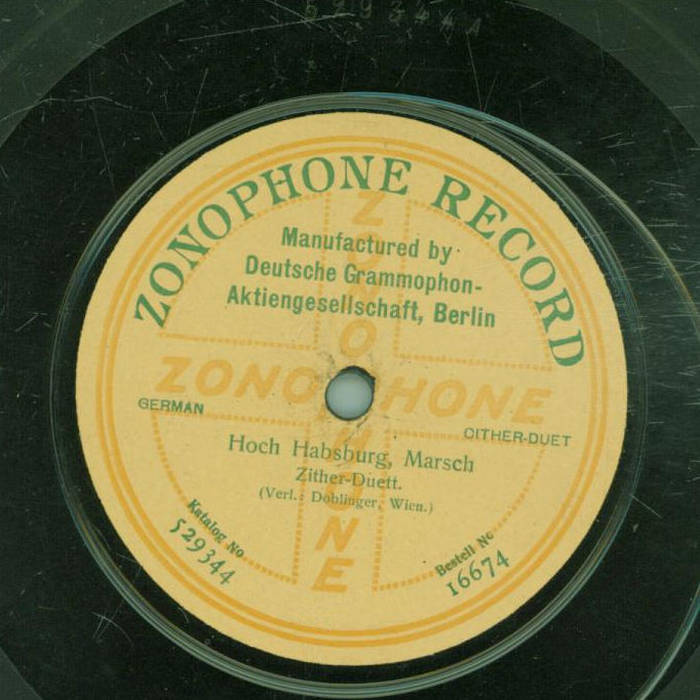 529344A
ZONOPHONE RECORD
Manufactured by
Deutsche Grammophon-
Aktiengesellschaft, Berlin
ZONOPHONE
ZONOPHONE
GERMAN
CITHER-DUET
Hoch Habsburg, Marsch
Zither-Duett.
(Verl.: Doblinger, Wien.)
Katalog No
529344
Bestell No
16674